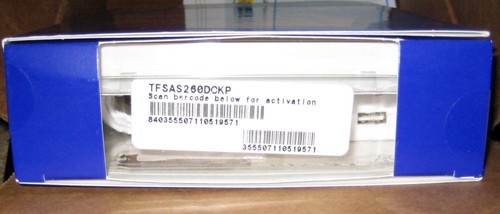 TFSAS260DCKP
Scan barcode below for activation
840355507110519571
355507110519571